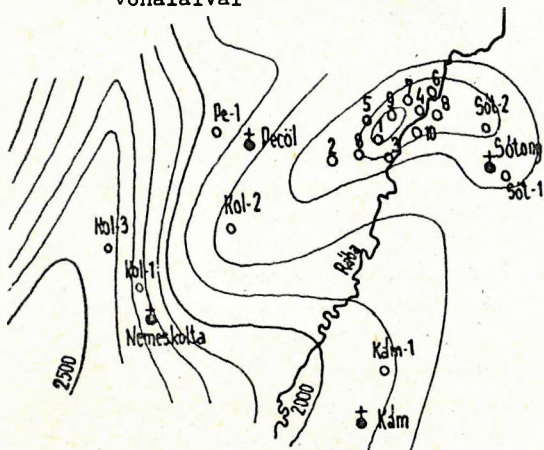 vonalaival
6
7
Pe-1
9
4
Sót-2
5
8
Pecöl
1
10
2
8
3
Sótony
Sót-1
Kol-2
Kol-3
Rába
Kol-1
Nemeskolta
Kám-1
2500
2000
Kám